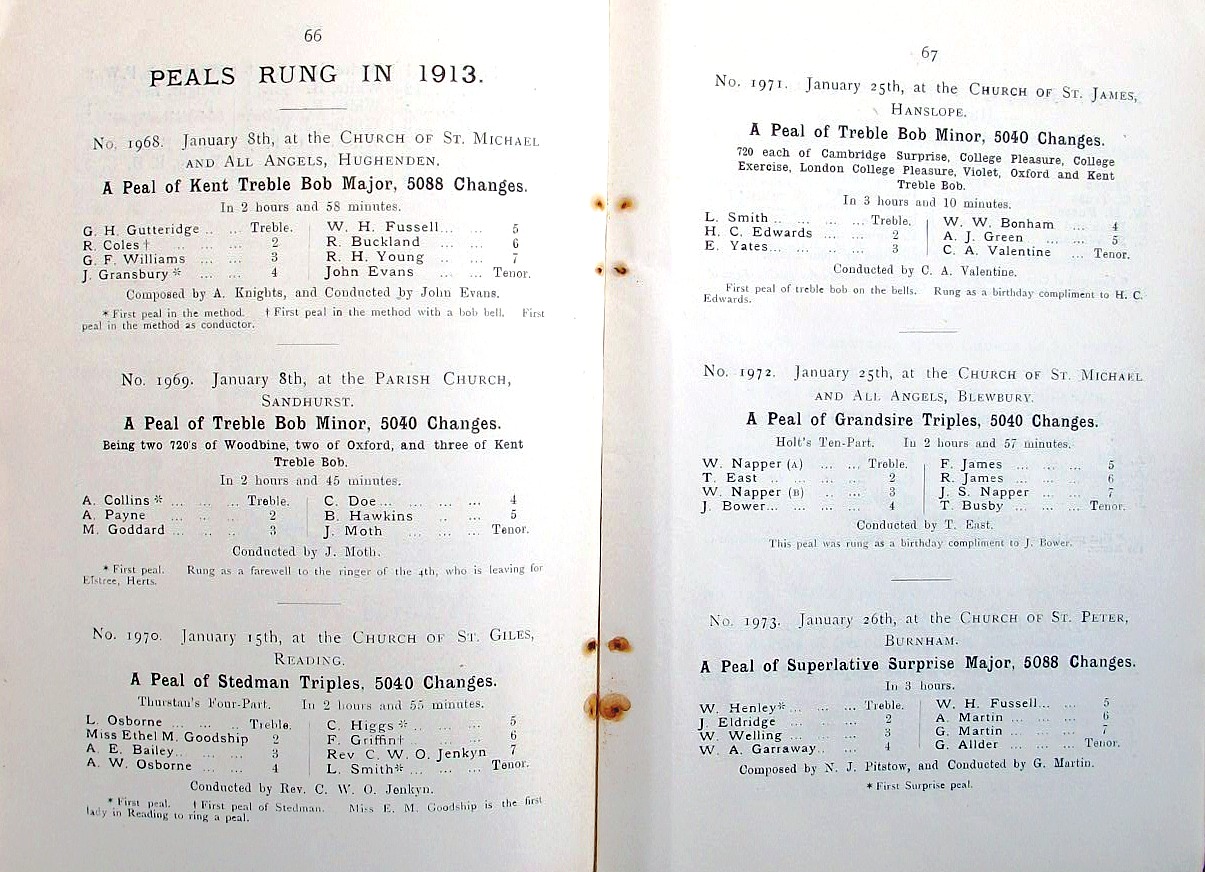 66
PEALS RUNG IN 1913.
No. 1968. January 8th, at the CHURCH OF ST. MICHAEL
AND ALL ANGELS, HUGHENDEN.
A Peal of Kent Treble Bob Major, 5088 Changes.
In 2 hours and 58 minutes.
G. H. Gutteridge .. ... Treble. W. H. Fussell... ... 5
R. Coles † ... ... ... 2 R. Buckland ... ... 6
G. F. Williams ... ... 3 R. H. Young .. ... 7
J. Gransbury * ... ... 4 John Evans ... ... Tenor.
Composed by A. Knights, and Conducted by John Evans.
* First peal in the method. † First peal in the method with a bob bell. First
peal in the method as conductor.
No. 1969. January 8th, at the PARISH CHURCH,
SANDHURST.
A Peal of Treble Bob Minor, 5040 Changes.
Being two 720's of Woodbine, two of Oxford, and three of Kent
Treble Bob.
In 2 hours and 45 minutes.
A. Collins * ... ... ... Treble. C. Doe... ... ... ... 4
A. Payne ... .. .. 2 B. Hawkins ... .. 5
M. Goddard ... .. .. 3 J. Moth ... ... ... Tenor.
Conducted by J. Moth.
* First peal. Rung as a farewell to the ringer of the 4th, who is leaving for
Elstree, Herts.
No. 1970. January 15th, at the CHURCH OF ST. GILES,
READING.
A Peal of Stedman Triples, 5040 Changes.
Thurstan's Four-Part. In 2 hours and 55 minutes.
L. Osborne ... ... .. Treble. C. Higgs * ... ... ... 5
Miss Ethel M. Goodship 2 F. Griffin† .. ... ... 6
A. E. Bailey.. ... ... 3 Rev C. W. O. Jenkyn 7
A. W. Osborne ... ... 4 L. Smith* ... ... ... Tenor.
Conducted by Rev. C. W. O. Jenkyn.
* First peal. † First peal of Stedman. Miss E. M. Goodship is the first
lady in Reading to ring a peal.
67
No. 1971. January 25th, at the CHURCH OF ST. JAMES,
HANSLOPE.
A Peal of Treble Bob Minor, 5040 Changes.
720 each of Cambridge Surprise, College Pleasure, College
Exercise, London College Pleasure, Violet, Oxford and Kent
Treble Bob.
In 3 hours and 10 minutes.
L. Smith .. ... ... ... Treble. W. W. Bonham ... 4
H. C. Edwards ... ... 2 A. J. Green ... ... 5
E. Yates... ... ... ... 3 C. A. Valentine ... Tenor.
Conducted by C. A. Valentine.
First peal of treble bob on the bells. Rung as a birthday compliment to H. C.
Edwards.
No. 1972. January 25th, at the CHURCH OF ST. MICHAEL
AND ALL ANGELS, BLEWBURY.
A Peal of Grandsire Triples, 5040 Changes.
Holt's Ten-Part. In 2 hours and 57 minutes.
W. Napper (A) ... ... Treble. F. James ... ... ... 5
T. East .. ... ... ... 2 R. James ... ... ... 6
W. Napper (B) .. ... 3 J. S. Napper ... ... 7
J. Bower... ... ... ... 4 T. Busby ... ... ... Tenor.
Conducted by T. East.
This peal was rung as a birthday compliment to J. Bower.
No. 1973. January 26th, at the CHURCH OF ST. PETER,
BURNHAM.
A Peal of Superlative Surprise Major, 5088 Changes.
In 3 hours.
W. Henley* ... ... ... Treble. W. H. Fussell... ... 5
J. Eldridge ... ... ... 2 A. Martin ... ... ... 6
W. Welling ... ... ... 3 G. Martin ... ... ... 7
W. A. Garraway.. ... 4 G. Allder ... ... ... Tenor.
Composed by N. J. Pitstow, and Conducted by G. Martin.
* First Surprise peal.